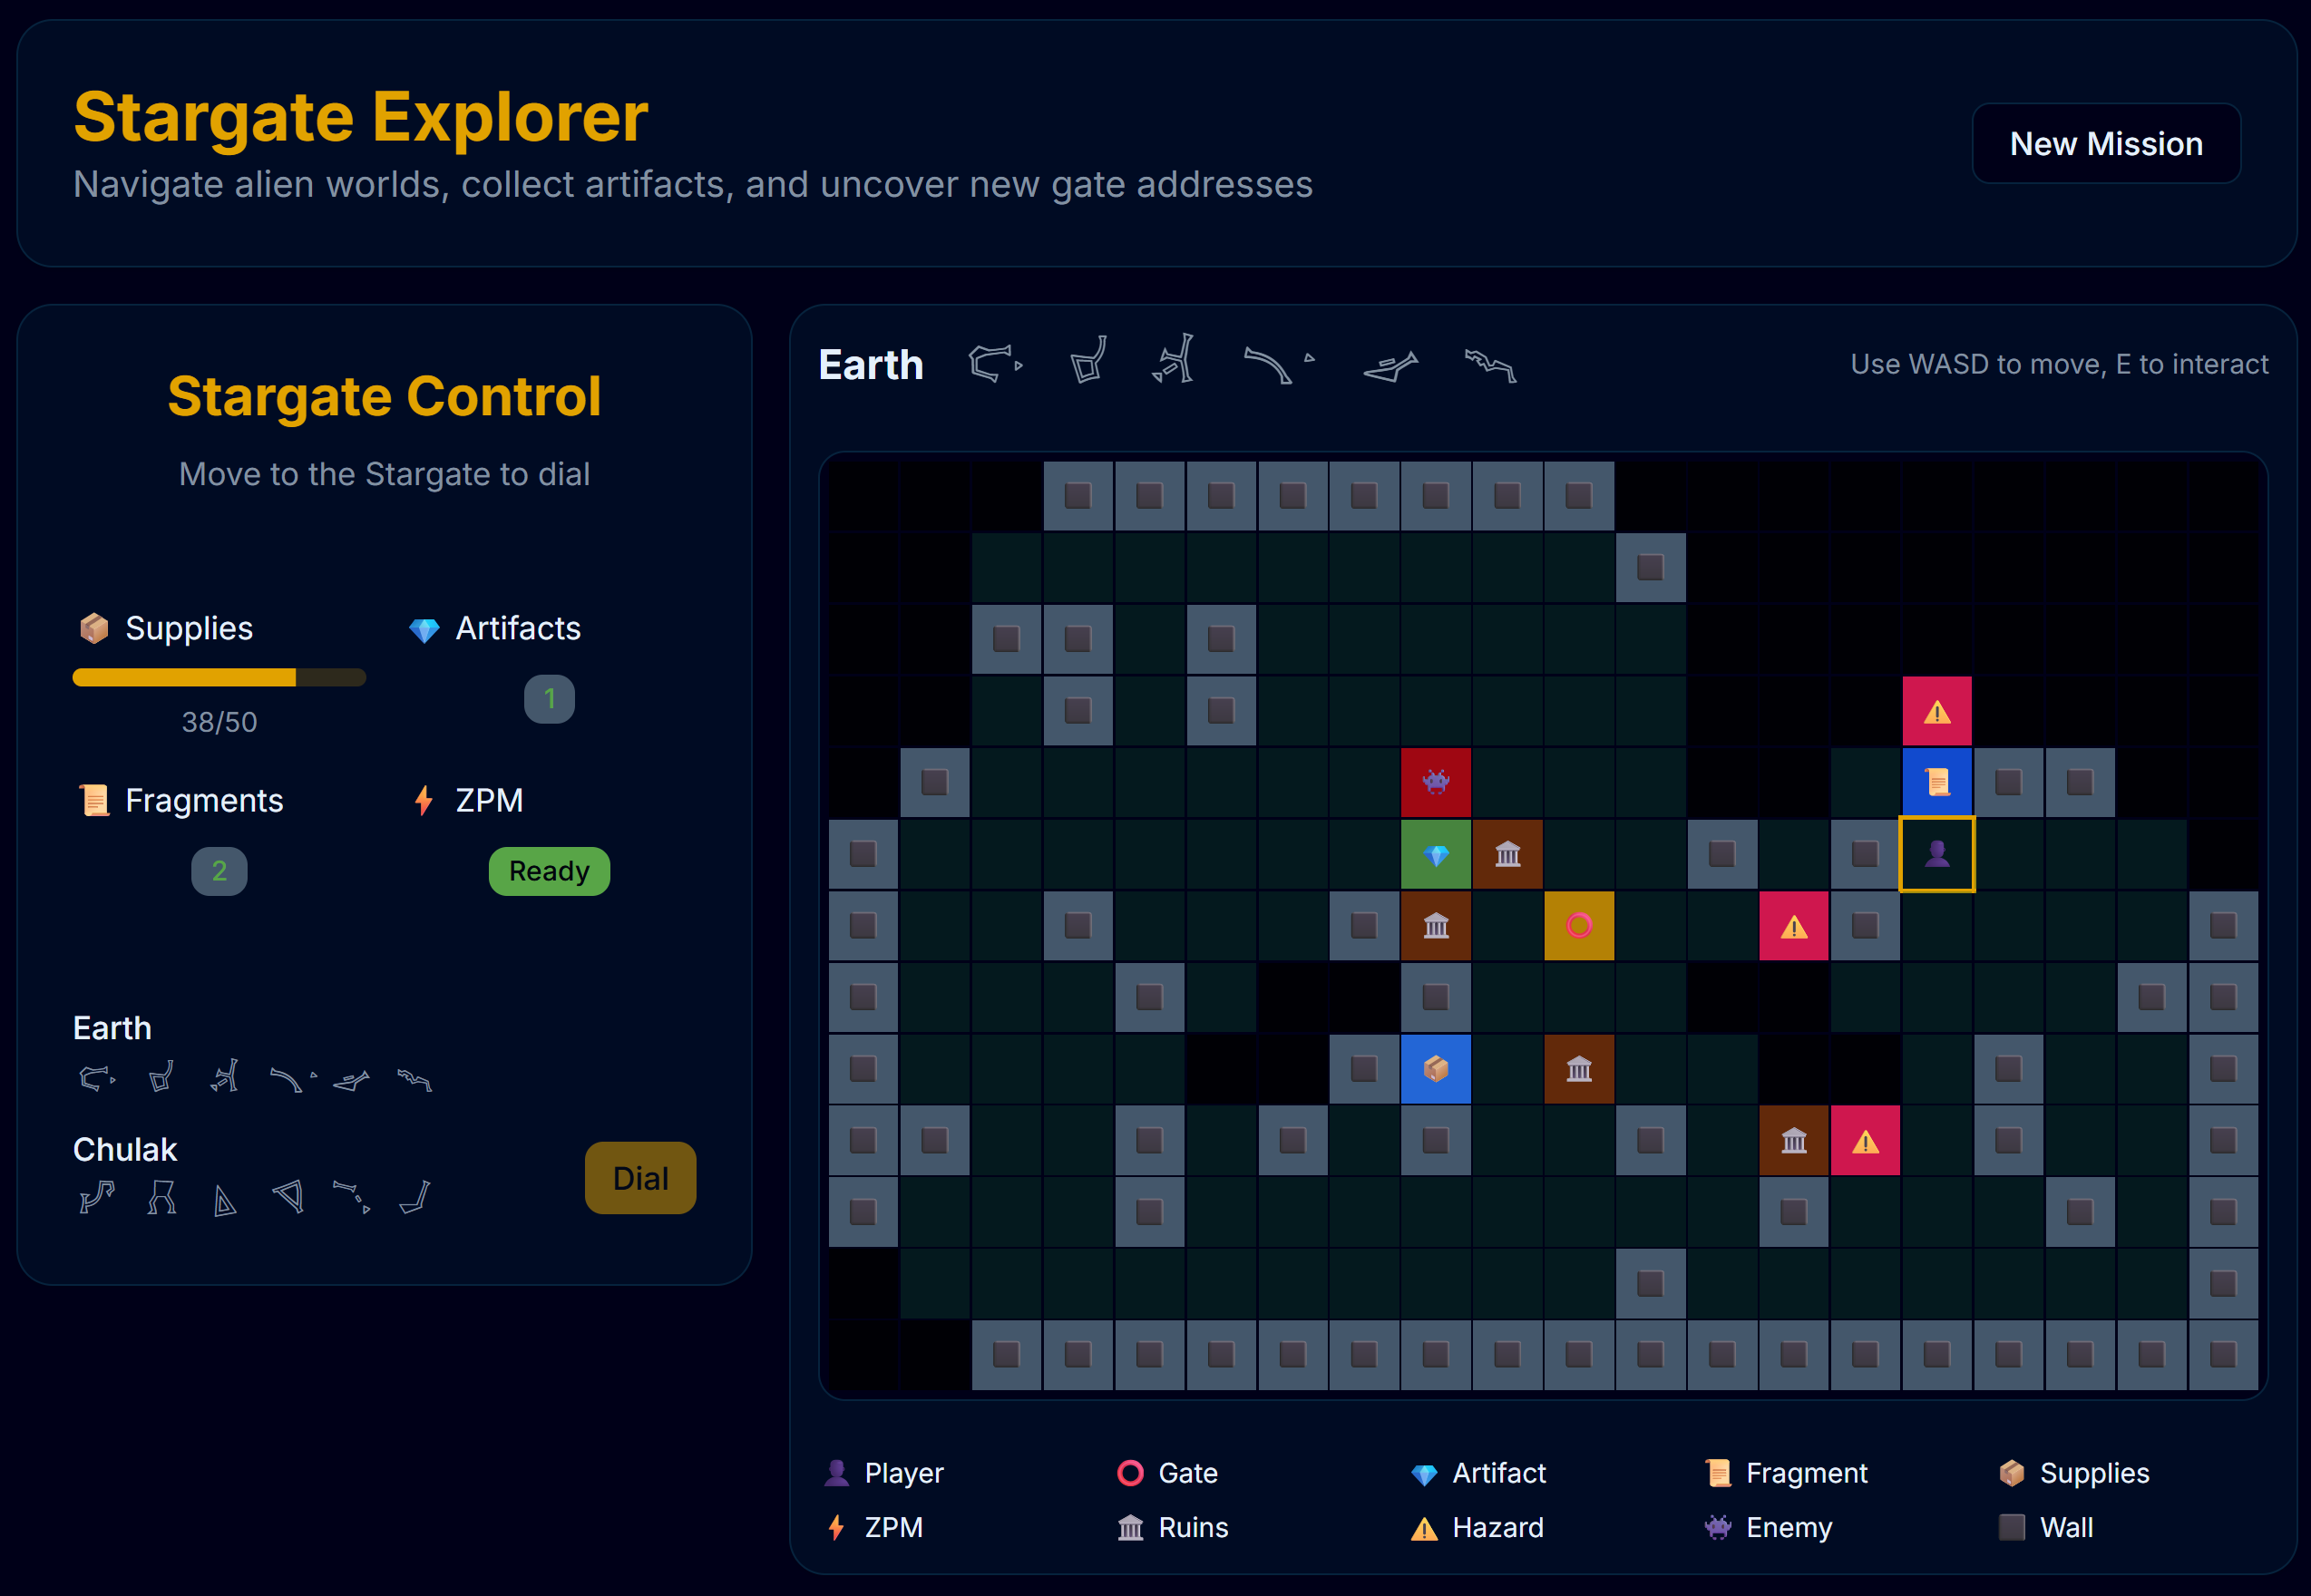 Stargate Explorer
Navigate alien worlds, collect artifacts, and uncover new gate addresses
New Mission
Stargate Control
Move to the Stargate to dial
Supplies
38/50
Artifacts
1
Fragments
2
ZPM
Ready
Earth
Chulak
Dial
Earth
Use WASD to move, E to interact
Player
Gate
Artifact
Fragment
Supplies
ZPM
Ruins
Hazard
Enemy
Wall